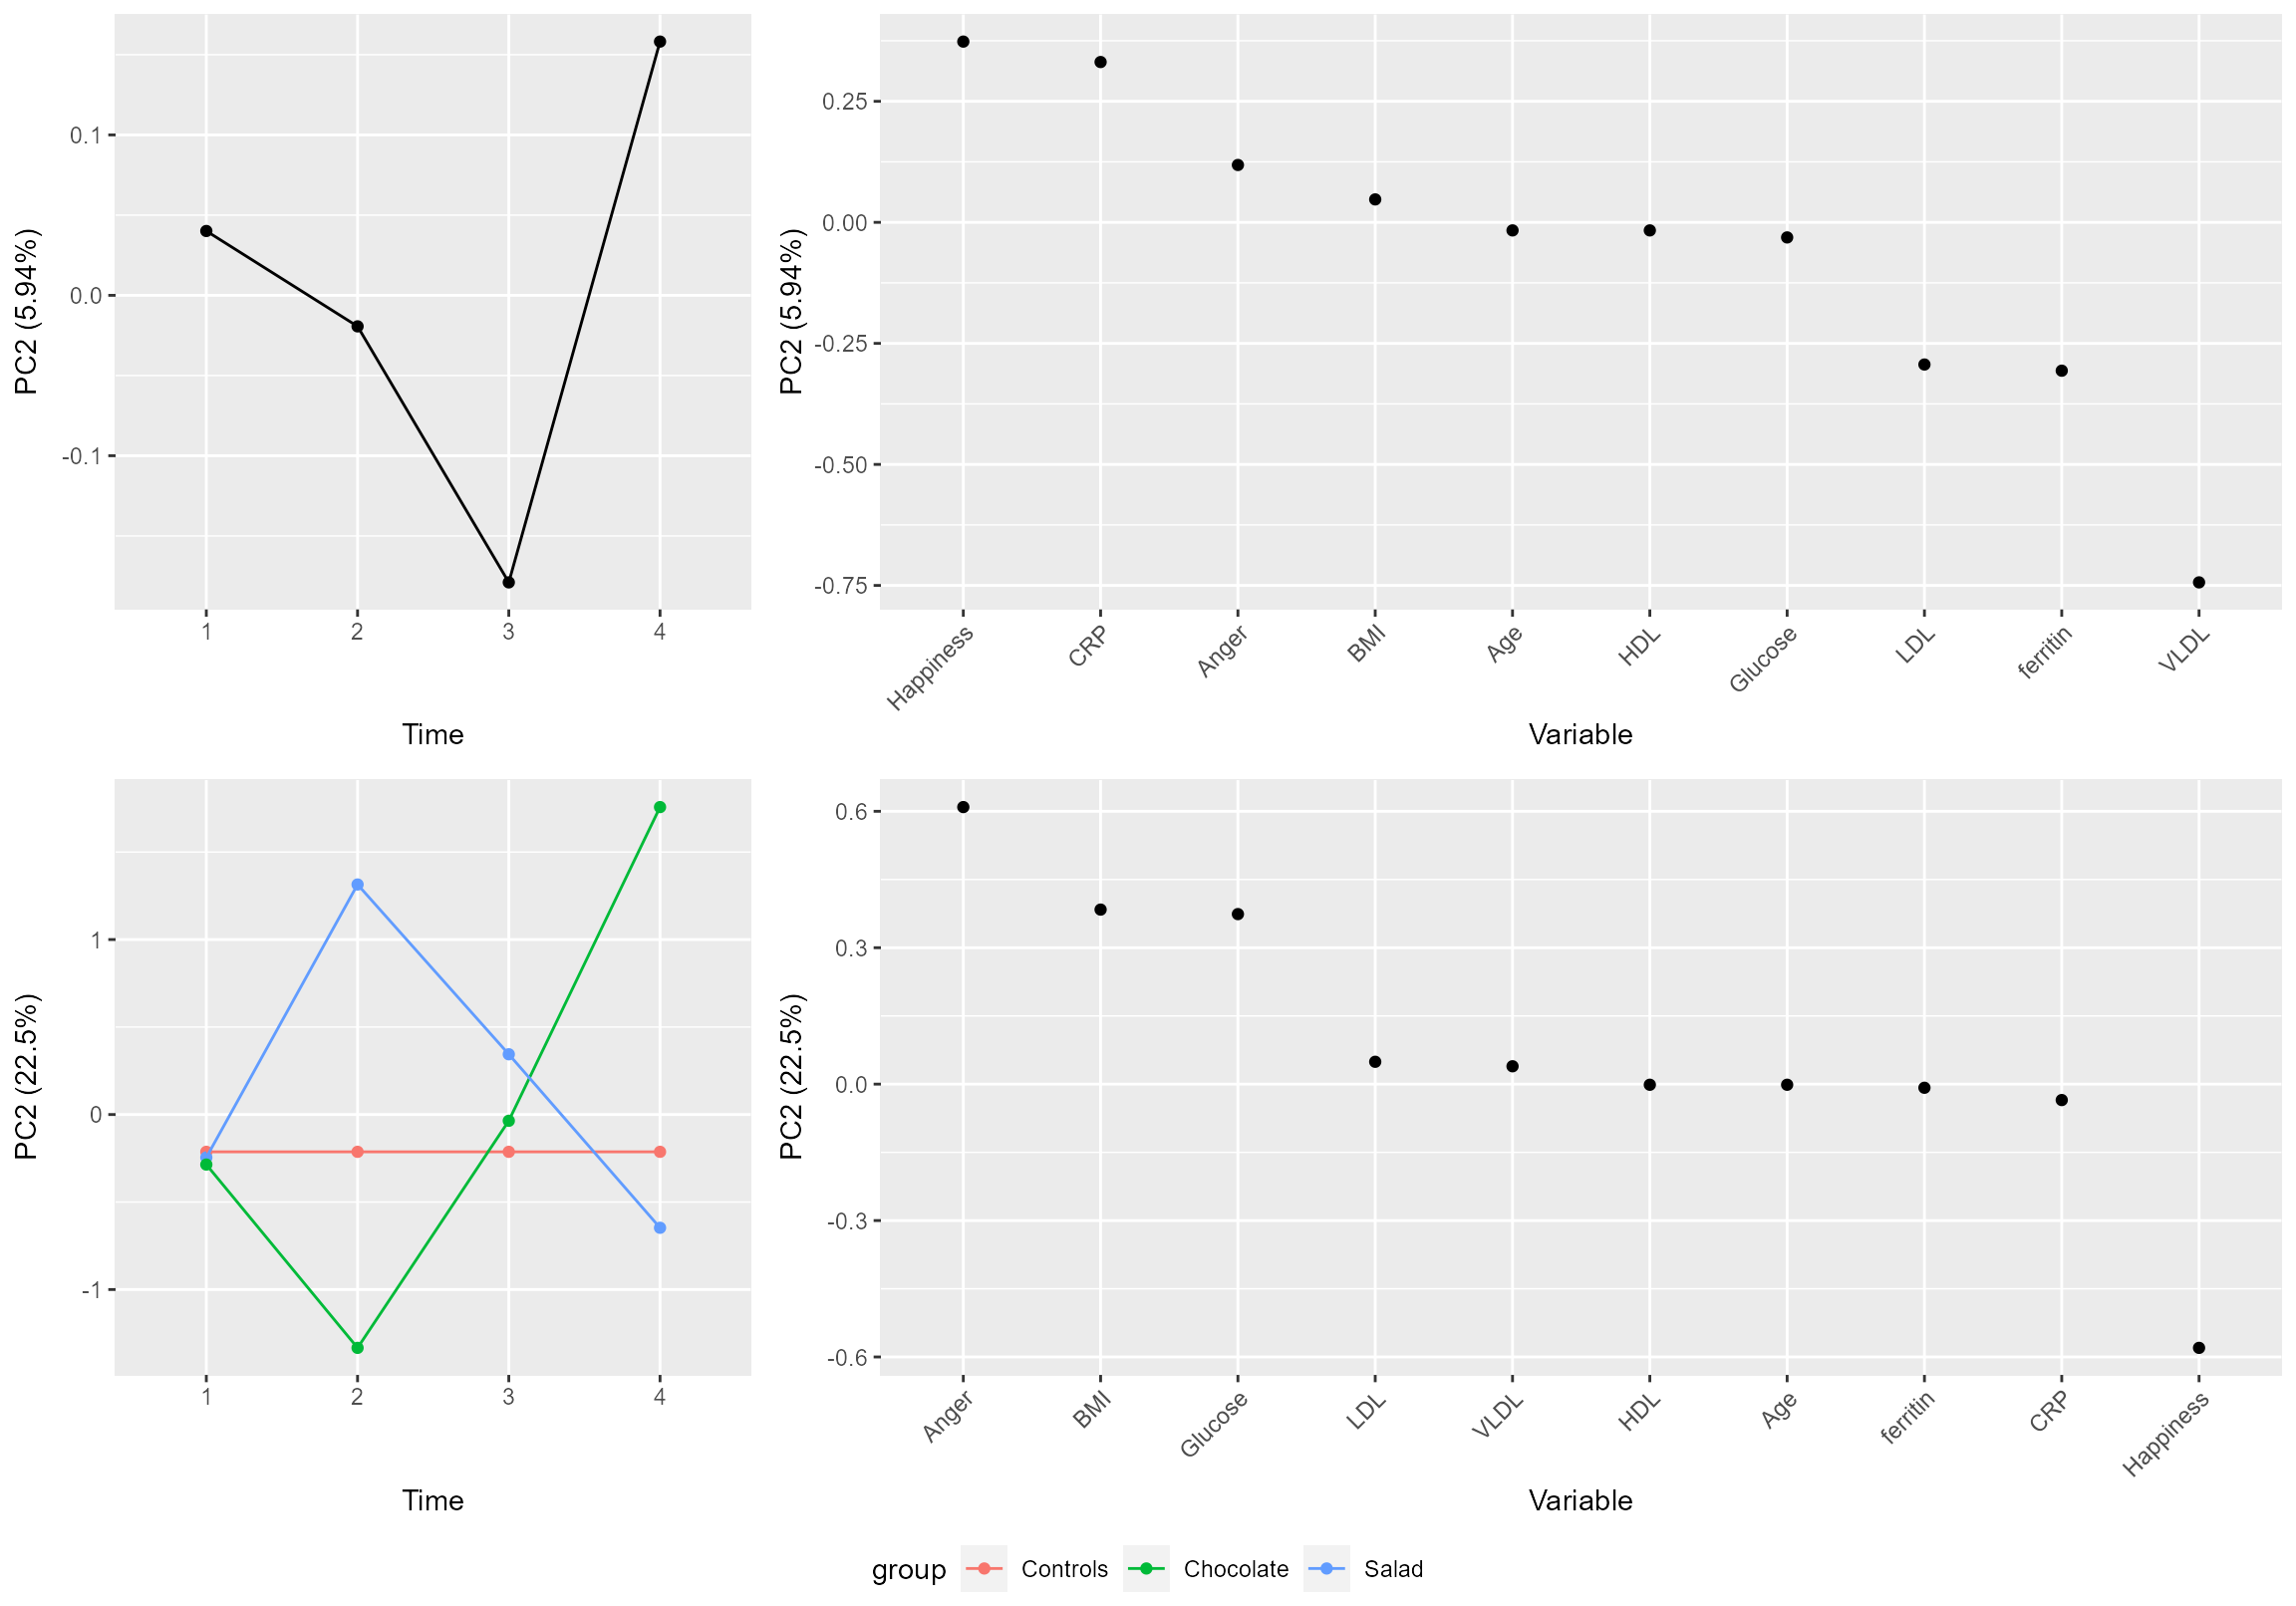 PC2 (5.94%)
0.1
0.0
-0.1
1 2 3 4
Time
PC2 (5.94%)
0.25
0.00
-0.25
-0.50
-0.75
Happiness CRP Anger BMI Age HDL Glucose LDL ferritin VLDL
Variable
PC2 (22.5%)
1
0
-1
1 2 3 4
Time
PC2 (22.5%)
0.6
0.3
0.0
-0.3
-0.6
Anger BMI Glucose LDL VLDL HDL Age ferritin CRP Happiness
Variable
group Controls Chocolate Salad